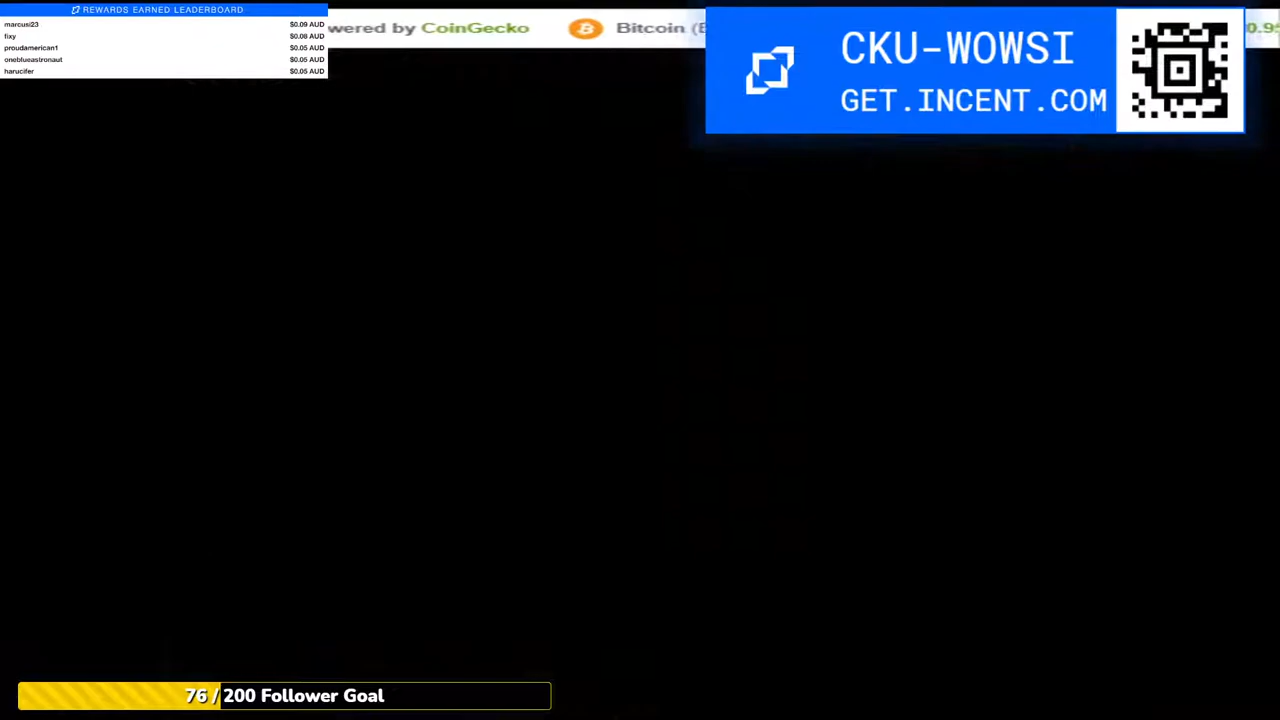 REWARDS EARNED LEADERBOARD
marcusi23 $0.09 AUD
fixy $0.08 AUD
proudamerican1 $0.05 AUD
oneblueastronaut $0.05 AUD
harucifer $0.05 AUD
wered by CoinGecko
Bitcoin (
CKU-WOWSI
GET.INCENT.COM
76 / 200 Follower Goal